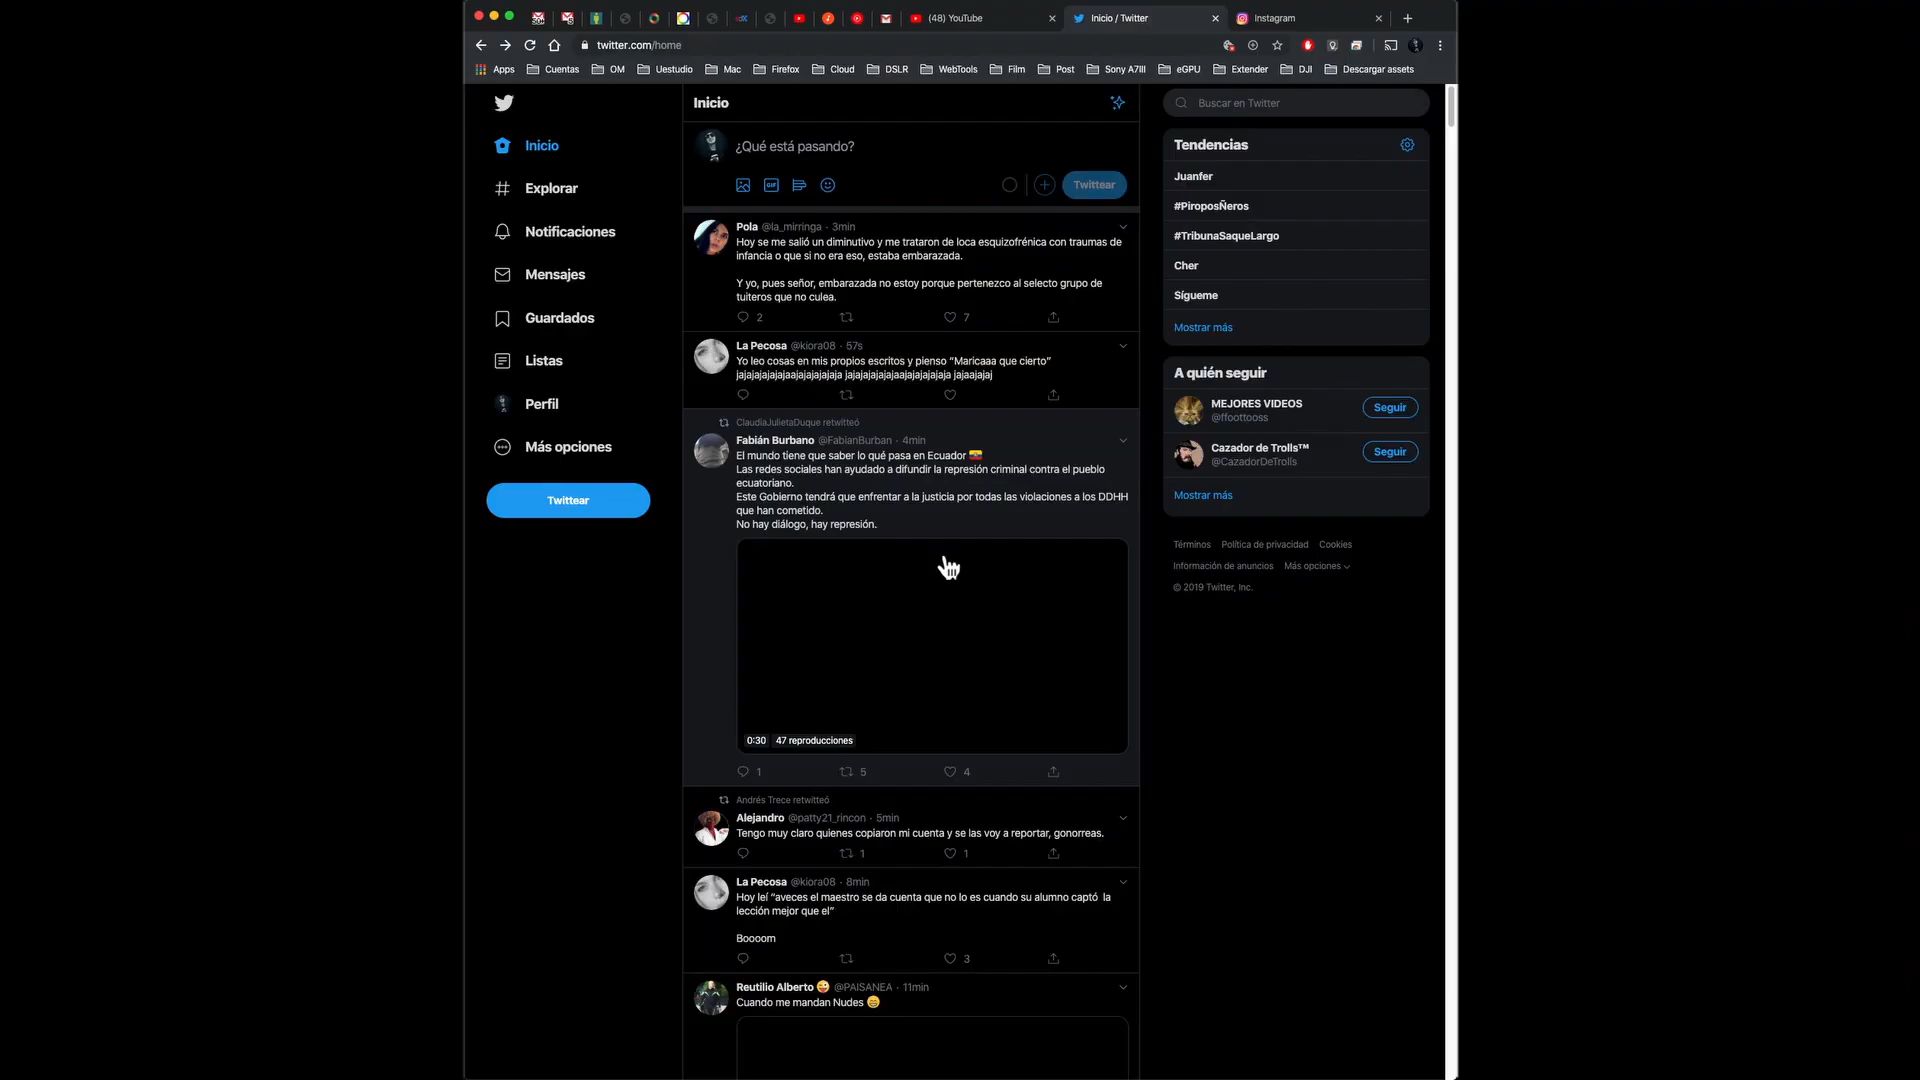 (48) YouTube
Inicio / Twitter
Instagram
twitter.com/home
Apps
Cuentas
OM
Uestudio
Mac
Firefox
Cloud
DSLR
WebTools
Film
Post
Sony A7III
eGPU
Extender
DJI
Descargar assets
Inicio
Explorar
Notificaciones
Mensajes
Guardados
Listas
Perfil
Más opciones
Twittear
Inicio
¿Qué está pasando?
GIF
Twittear
Pola @la_mirringa · 3min
Hoy se me salió un diminutivo y me trataron de loca esquizofrénica con traumas de
infancia o que si no era eso, estaba embarazada.
Y yo, pues señor, embarazada no estoy porque pertenezco al selecto grupo de
tuiteros que no culea.
2
7
La Pecosa @kiora08 · 57s
Yo leo cosas en mis propios escritos y pienso “Maricaaa que cierto”
jajajajajajajaajajajajajaja jajajajajajajaajajajajajaja jajaajajaj
ClaudiaJulietaDuque retwitteó
Fabián Burbano @FabianBurban · 4min
El mundo tiene que saber lo qué pasa en Ecuador 🇪🇨
Las redes sociales han ayudado a difundir la represión criminal contra el pueblo
ecuatoriano.
Este Gobierno tendrá que enfrentar a la justicia por todas las violaciones a los DDHH
que han cometido.
No hay diálogo, hay represión.
0:30 47 reproducciones
1
5
4
Andrés Trece retwitteó
Alejandro @patty21_rincon · 5min
Tengo muy claro quienes copiaron mi cuenta y se las voy a reportar, gonorreas.
1
1
La Pecosa @kiora08 · 8min
Hoy leí “aveces el maestro se da cuenta que no lo es cuando su alumno captó la
lección mejor que el”
Boooom
3
Reutilio Alberto 😜 @PAISANEA · 11min
Cuando me mandan Nudes 😁
Buscar en Twitter
Tendencias
Juanfer
#PiroposÑeros
#TribunaSaqueLargo
Cher
Sígueme
Mostrar más
A quién seguir
MEJORES VIDEOS
@ffoottooss
Seguir
Cazador de Trolls™
@CazadorDeTrolls
Seguir
Mostrar más
Términos Política de privacidad Cookies
Información de anuncios Más opciones
© 2019 Twitter, Inc.